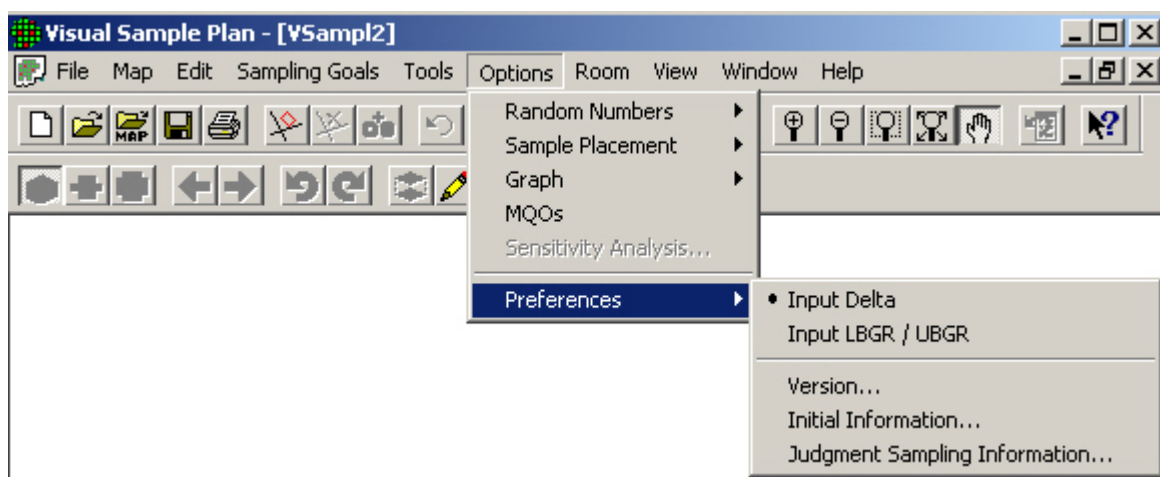 Visual Sample Plan - [VSampl2]
File Map Edit Sampling Goals Tools Options Room View Window Help
MAP
Random Numbers
Sample Placement
Graph
MQOs
Sensitivity Analysis...
Preferences
• Input Delta
Input LBGR / UBGR
Version...
Initial Information...
Judgment Sampling Information...